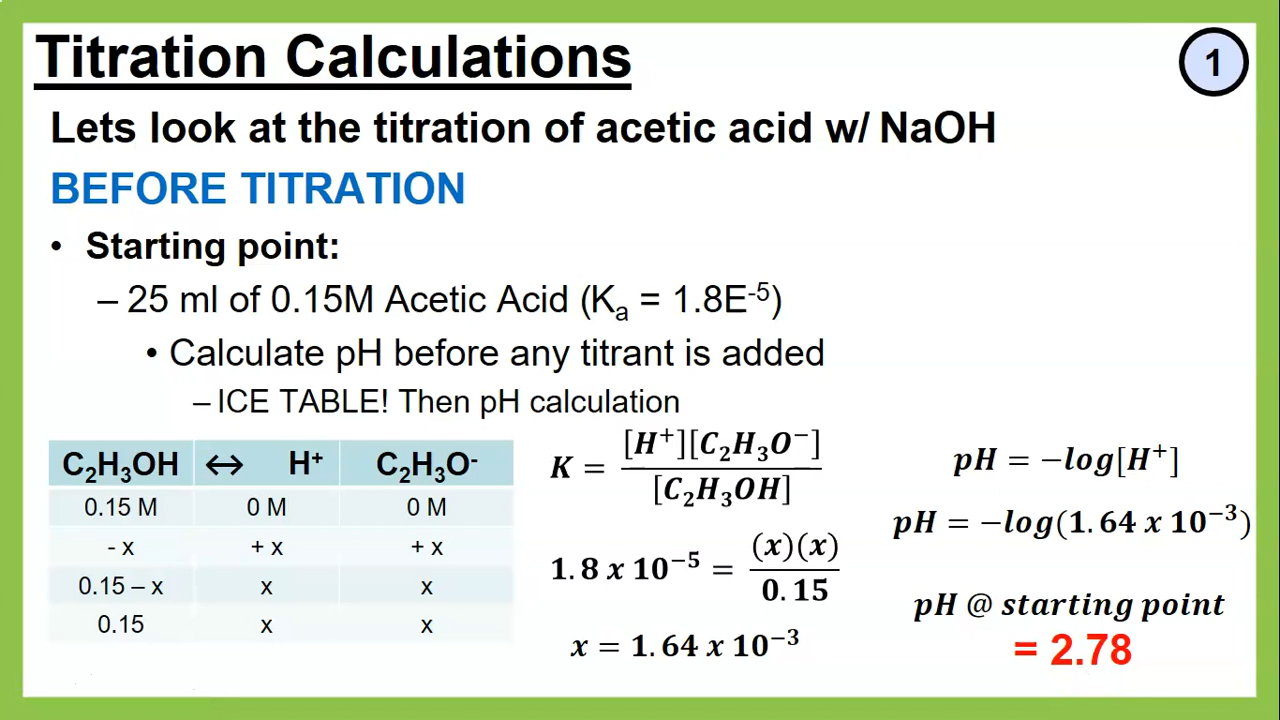 Titration Calculations
1
Lets look at the titration of acetic acid w/ NaOH
BEFORE TITRATION
• Starting point:
– 25 ml of 0.15M Acetic Acid (Kₐ = 1.8E⁻⁵)
• Calculate pH before any titrant is added
– ICE TABLE! Then pH calculation
C₂H₃OH ↔ H⁺ C₂H₃O⁻
0.15 M 0 M 0 M
- x + x + x
0.15 – x x x
0.15 x x
K = [H⁺][C₂H₃O⁻] / [C₂H₃OH]
1.8 x 10⁻⁵ = (x)(x) / 0.15
x = 1.64 x 10⁻³
pH = −log[H⁺]
pH = −log(1.64 x 10⁻³)
pH @ starting point
= 2.78